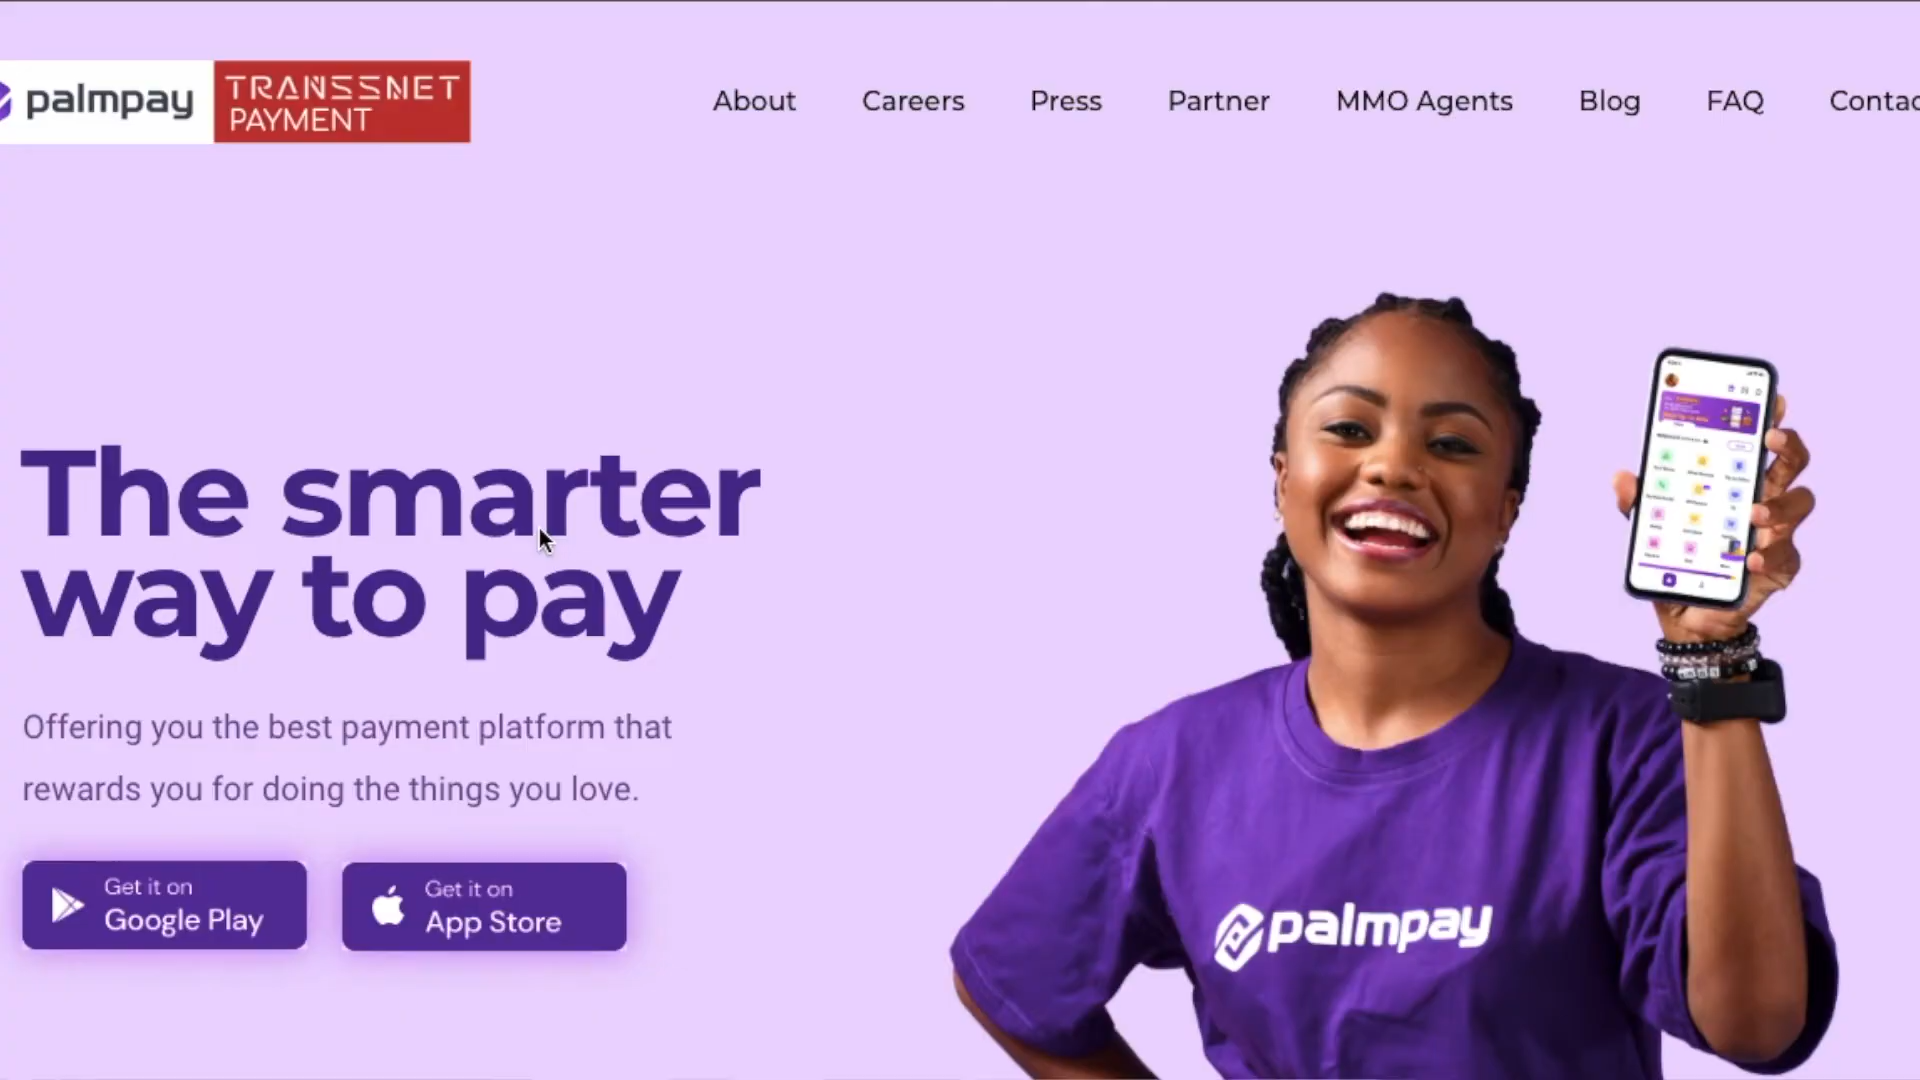 palmpay
TRANSSNET
PAYMENT
About
Careers
Press
Partner
MMO Agents
Blog
FAQ
Contac
The smarter
way to pay
Offering you the best payment platform that
rewards you for doing the things you love.
Get it on
Google Play
Get it on
App Store
palmpay